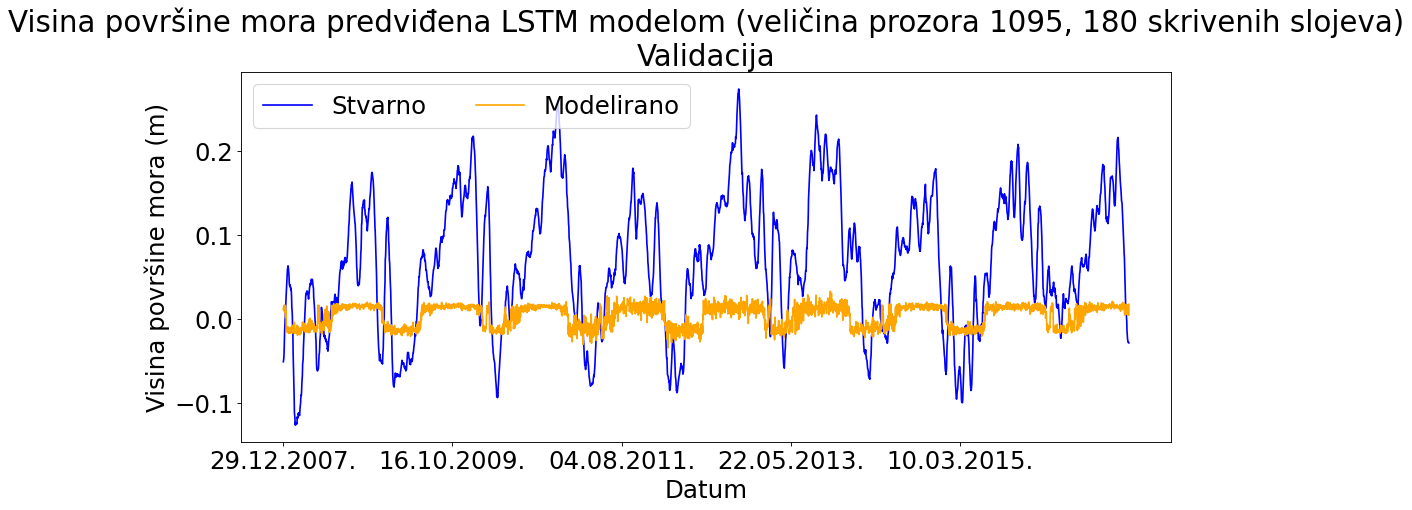 Visina površine mora predviđena LSTM modelom (veličina prozora 1095, 180 skrivenih slojeva)
Validacija
Stvarno Modelirano
Visina površine mora (m)
0.2
0.1
0.0
−0.1
29.12.2007. 16.10.2009. 04.08.2011. 22.05.2013. 10.03.2015.
Datum